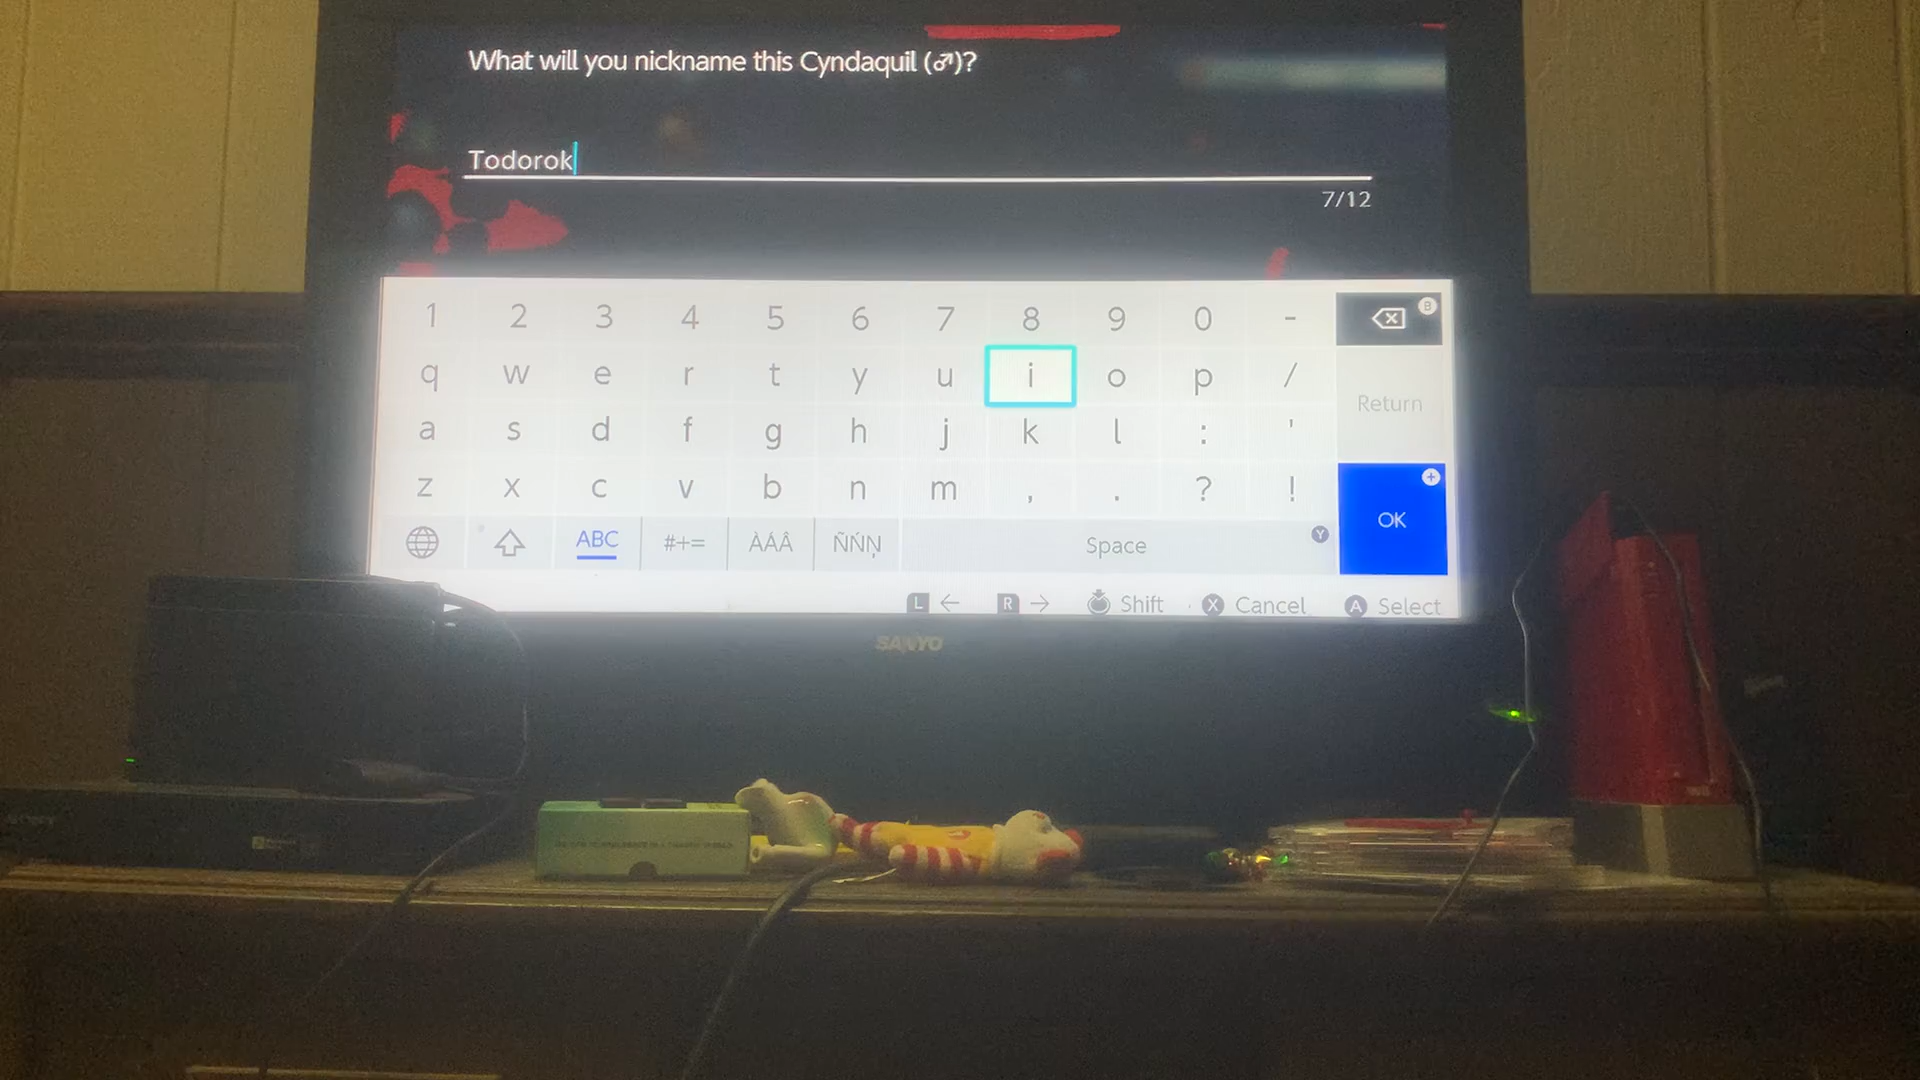 What will you nickname this Cyndaquil (♂)?
Todorok
7/12
1 2 3 4 5 6 7 8 9 0 -
q w e r t y u i o p /
Return
a s d f g h j k l : '
z x c v b n m , . ? !
OK
ABC #+= ÀÁÂ ÑŃŅ Space
L ← R → Shift X Cancel A Select
SANYO
SONY